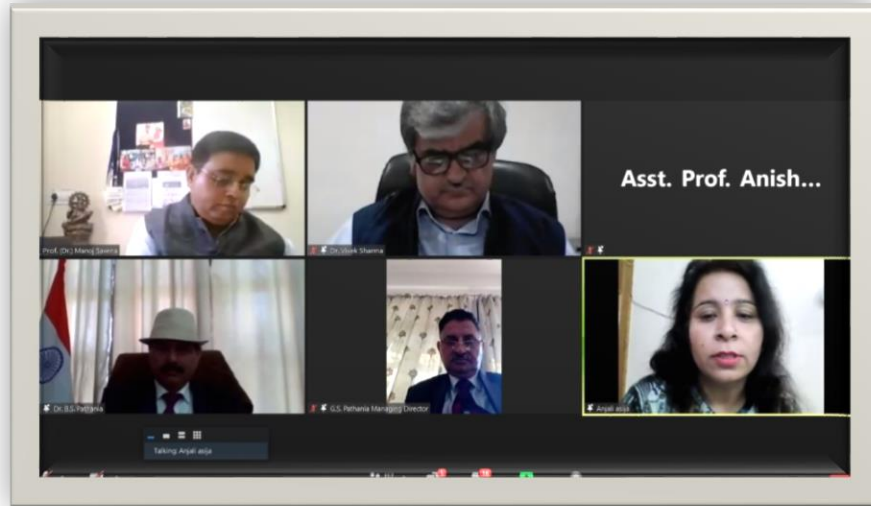 Asst. Prof. Anish...
Prof. (Dr.) Manoj Saxena
Dr. Vivek Sharma
Dr. B.S. Pathania
G.S. Pathania Managing Director
Anjali asija
Talking Anjali asija